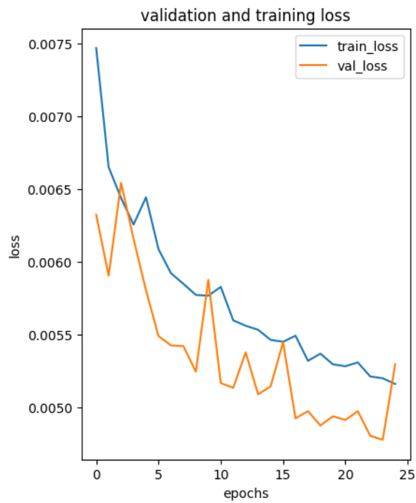 validation and training loss
train_loss
val_loss
0.0075
0.0070
0.0065
0.0060
0.0055
0.0050
loss
0 5 10 15 20 25
epochs